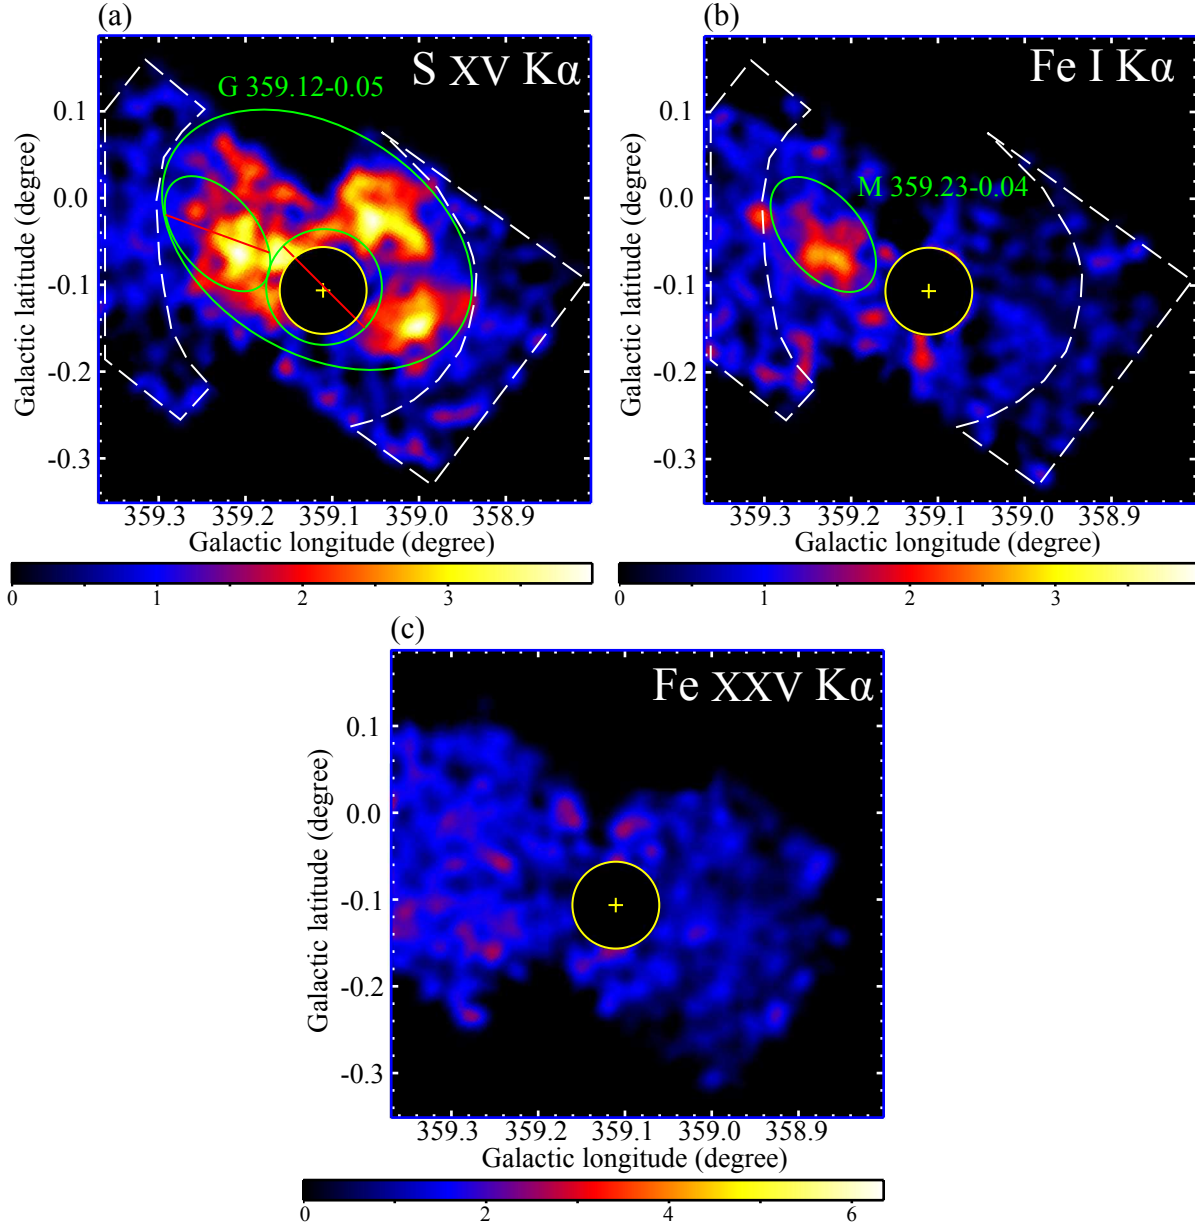 (a)
S XV Kα
G 359.12-0.05
0.1
0.0
-0.1
-0.2
-0.3
Galactic latitude (degree)
359.3 359.2 359.1 359.0 358.9
Galactic longitude (degree)
0 1 2 3
(b)
Fe I Kα
M 359.23-0.04
0.1
0.0
-0.1
-0.2
-0.3
Galactic latitude (degree)
359.3 359.2 359.1 359.0 358.9
Galactic longitude (degree)
0 1 2 3
(c)
Fe XXV Kα
0.1
0.0
-0.1
-0.2
-0.3
Galactic latitude (degree)
359.3 359.2 359.1 359.0 358.9
Galactic longitude (degree)
0 2 4 6